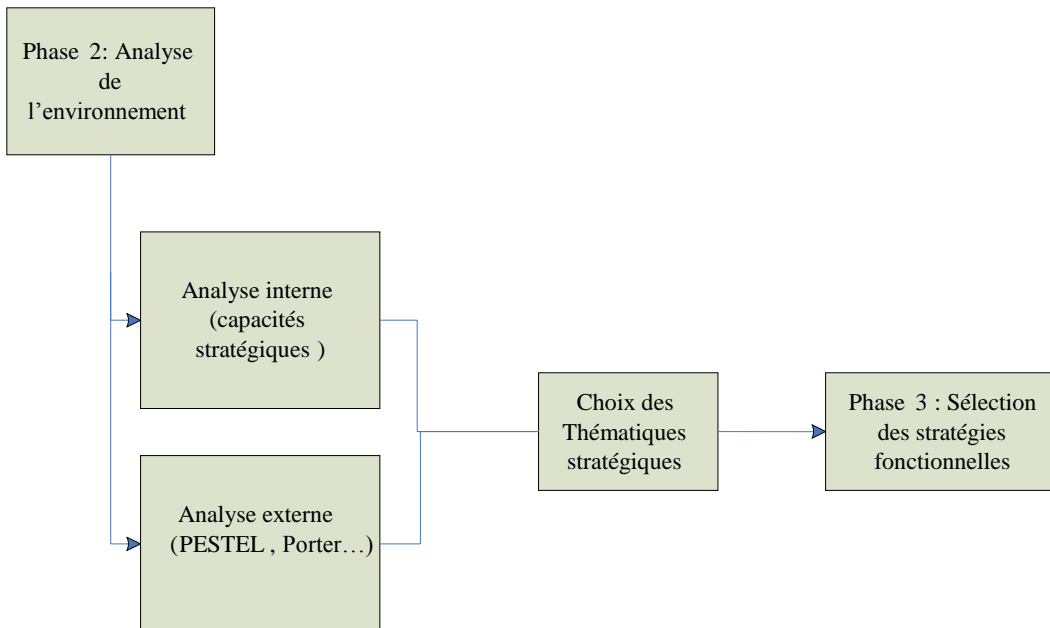 Phase 2: Analyse
de
l’environnement
Analyse interne
(capacités
stratégiques )
Analyse externe
(PESTEL , Porter…)
Choix des
Thématiques
stratégiques
Phase 3 : Sélection
des stratégies
fonctionnelles